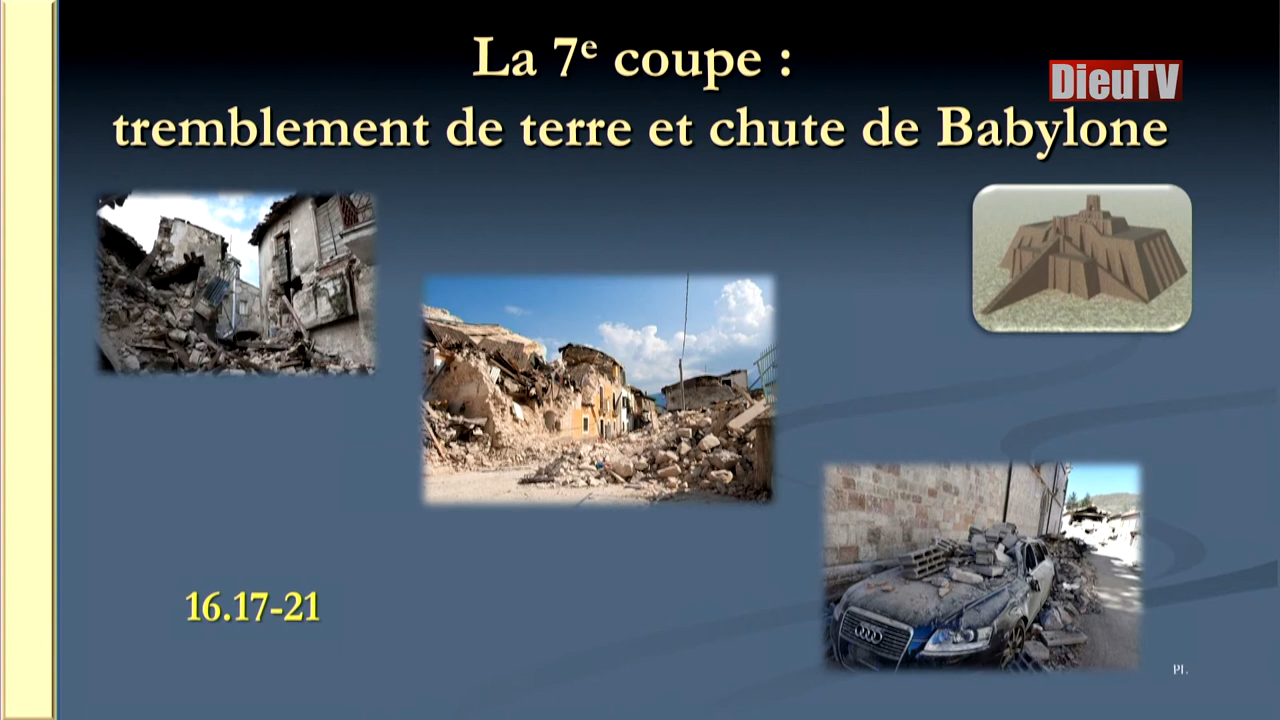 La 7e coupe :
DieuTV
tremblement de terre et chute de Babylone
16.17-21
PL